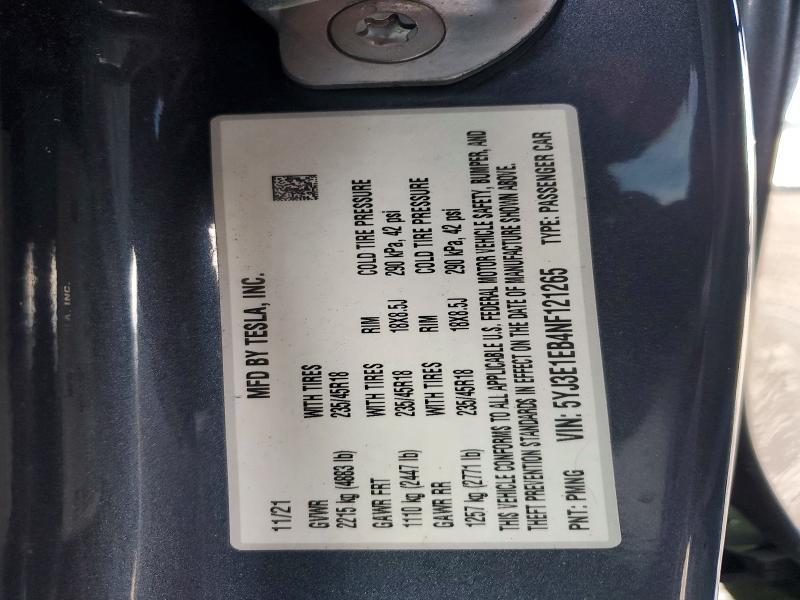 MFD BY TESLA, INC.
11/21
GVWR WITH TIRES RIM COLD TIRE PRESSURE
2215 kg (4883 lb) 235/45R18 18X8.5J 290 kPa, 42 psi
GAWR FRT WITH TIRES RIM COLD TIRE PRESSURE
1110 kg (2447 lb) 235/45R18 18X8.5J 290 kPa, 42 psi
GAWR RR WITH TIRES
1257 kg (2771 lb) 235/45R18
THIS VEHICLE CONFORMS TO ALL APPLICABLE U.S. FEDERAL MOTOR VEHICLE SAFETY, BUMPER, AND
THEFT PREVENTION STANDARDS IN EFFECT ON THE DATE OF MANUFACTURE SHOWN ABOVE.
PNT: PMNG VIN: 5YJ3E1EB4NF121265 TYPE: PASSENGER CAR
A, INC.